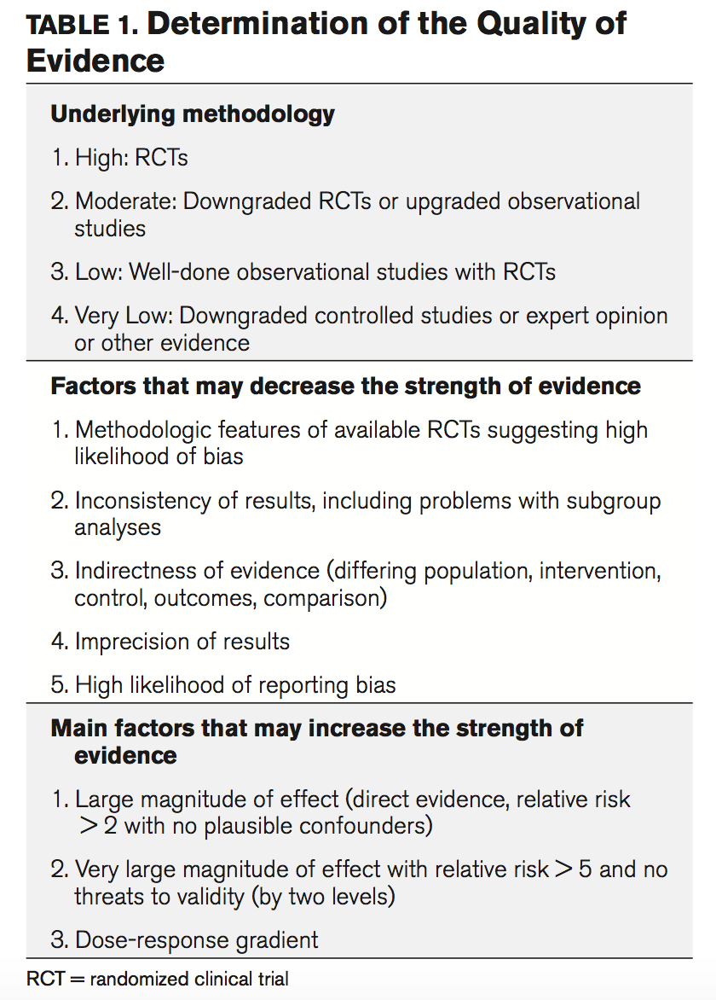 TABLE 1. Determination of the Quality of
Evidence
Underlying methodology
1. High: RCTs
2. Moderate: Downgraded RCTs or upgraded observational
studies
3. Low: Well-done observational studies with RCTs
4. Very Low: Downgraded controlled studies or expert opinion
or other evidence
Factors that may decrease the strength of evidence
1. Methodologic features of available RCTs suggesting high
likelihood of bias
2. Inconsistency of results, including problems with subgroup
analyses
3. Indirectness of evidence (differing population, intervention,
control, outcomes, comparison)
4. Imprecision of results
5. High likelihood of reporting bias
Main factors that may increase the strength of
evidence
1. Large magnitude of effect (direct evidence, relative risk
> 2 with no plausible confounders)
2. Very large magnitude of effect with relative risk > 5 and no
threats to validity (by two levels)
3. Dose-response gradient
RCT = randomized clinical trial